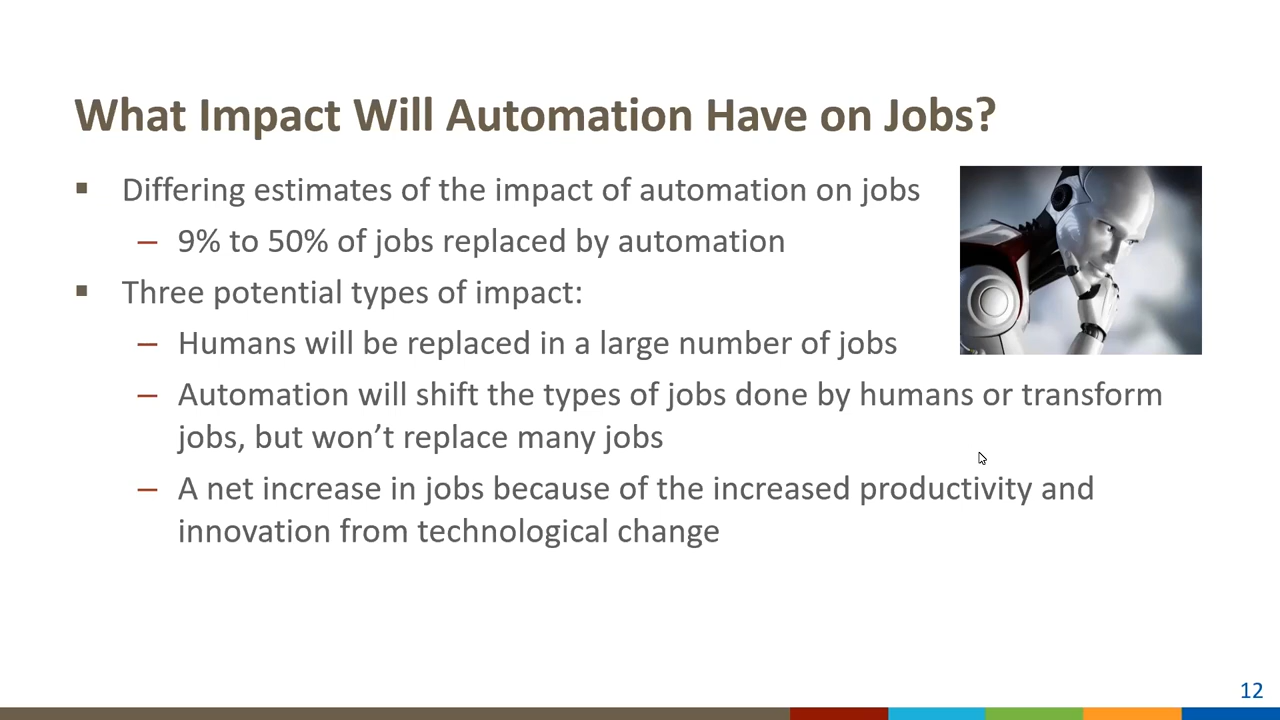 What Impact Will Automation Have on Jobs?
▪ Differing estimates of the impact of automation on jobs
– 9% to 50% of jobs replaced by automation
▪ Three potential types of impact:
– Humans will be replaced in a large number of jobs
– Automation will shift the types of jobs done by humans or transform
jobs, but won’t replace many jobs
– A net increase in jobs because of the increased productivity and
innovation from technological change
12